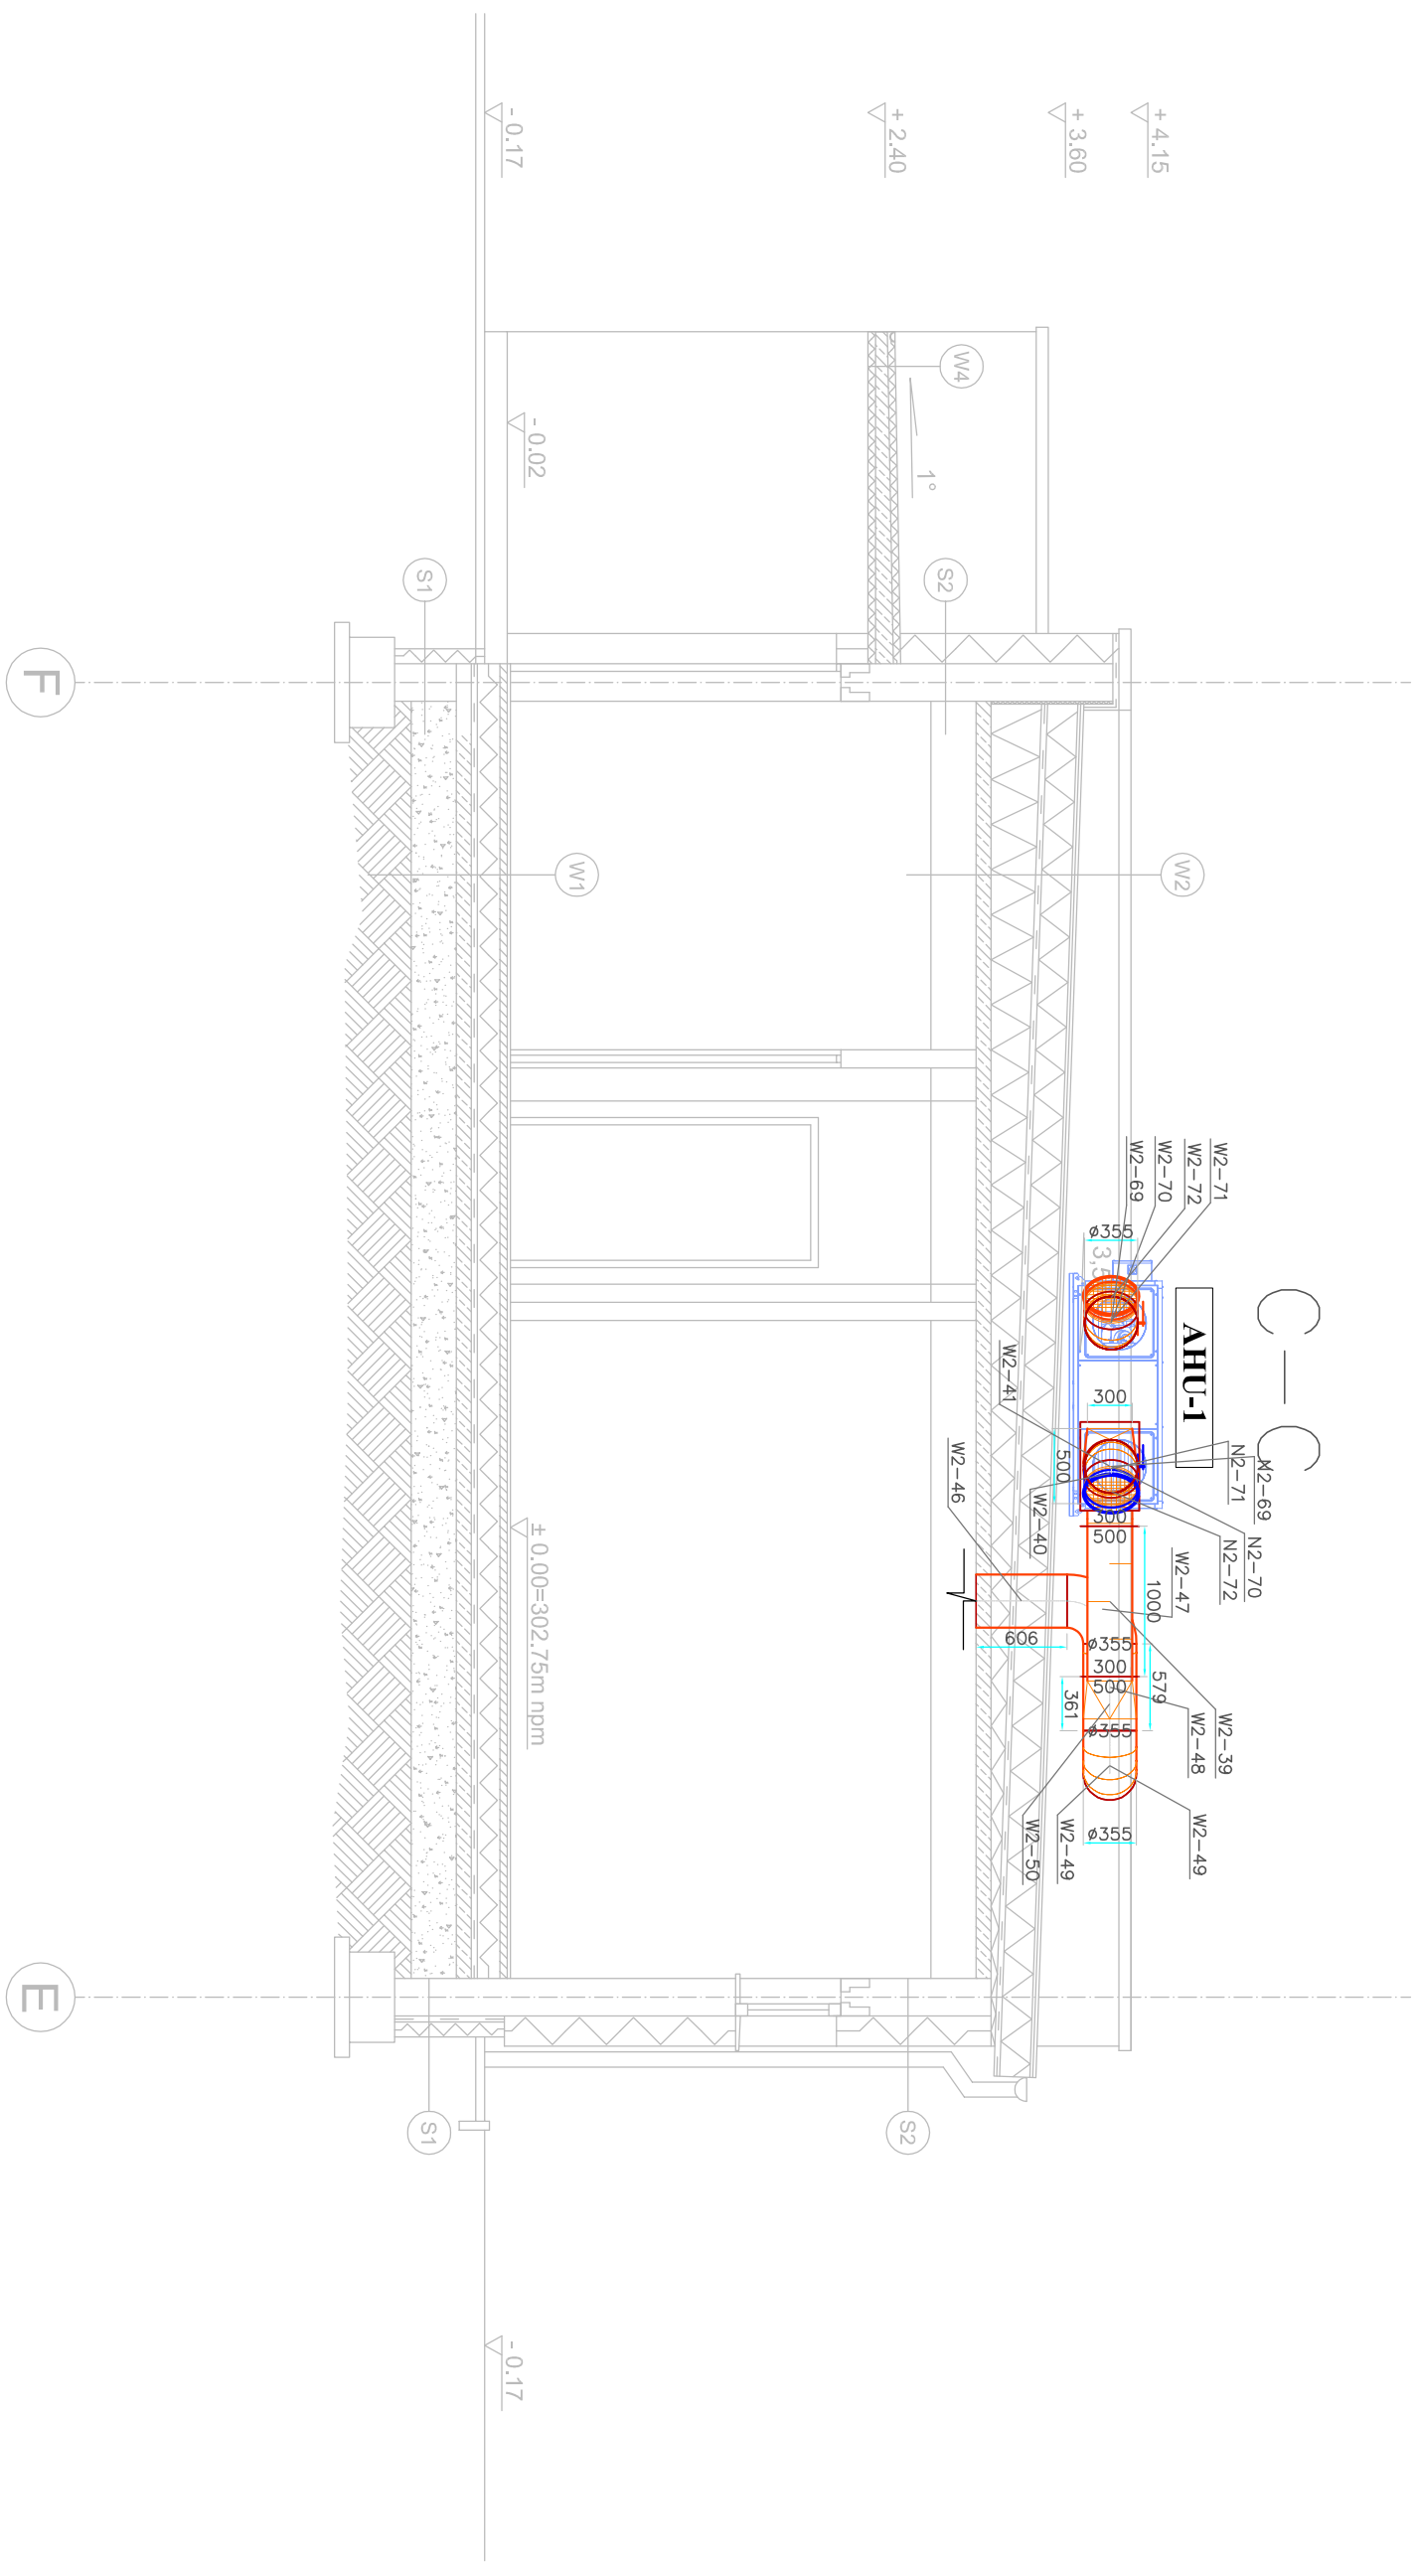 C — C
AHU-1
+ 4.15
+ 3.60
+ 2.40
- 0.17
- 0.02
W4
1°
S1
S2
F
W1
W2
W2-71
W2-72
W2-70
W2-69
ø355
300
W2-41
500
W2-46
W2-40
N2-71
N2-69
N2-70
N2-72
300
500
1000
W2-47
606
ø355
300
500
579
361
W2-39
W2-48
ø355
W2-49
W2-49
W2-50
ø355
± 0.00=302.75m npm
E
S1
S2
- 0.17